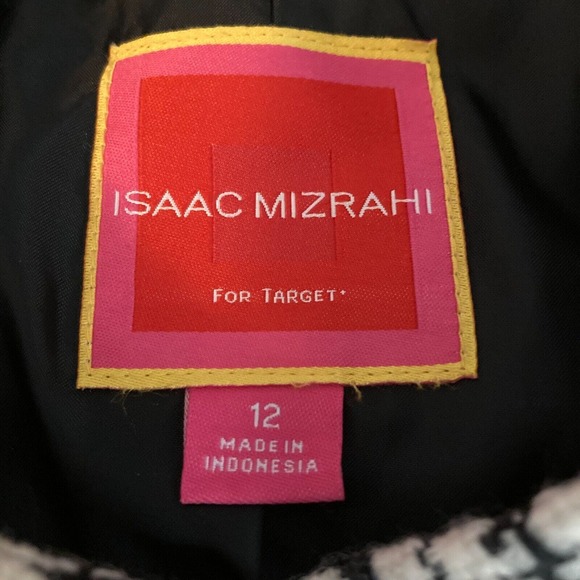 ISAAC MIZRAHI
FOR TARGET
12
MADE IN
INDONESIA